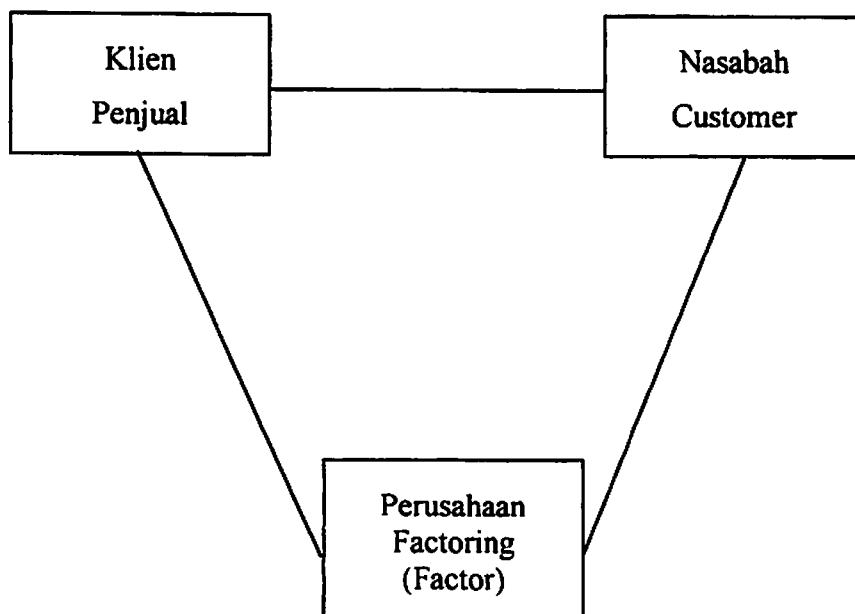 Klien
Penjual
Nasabah
Customer
Perusahaan
Factoring
(Factor)